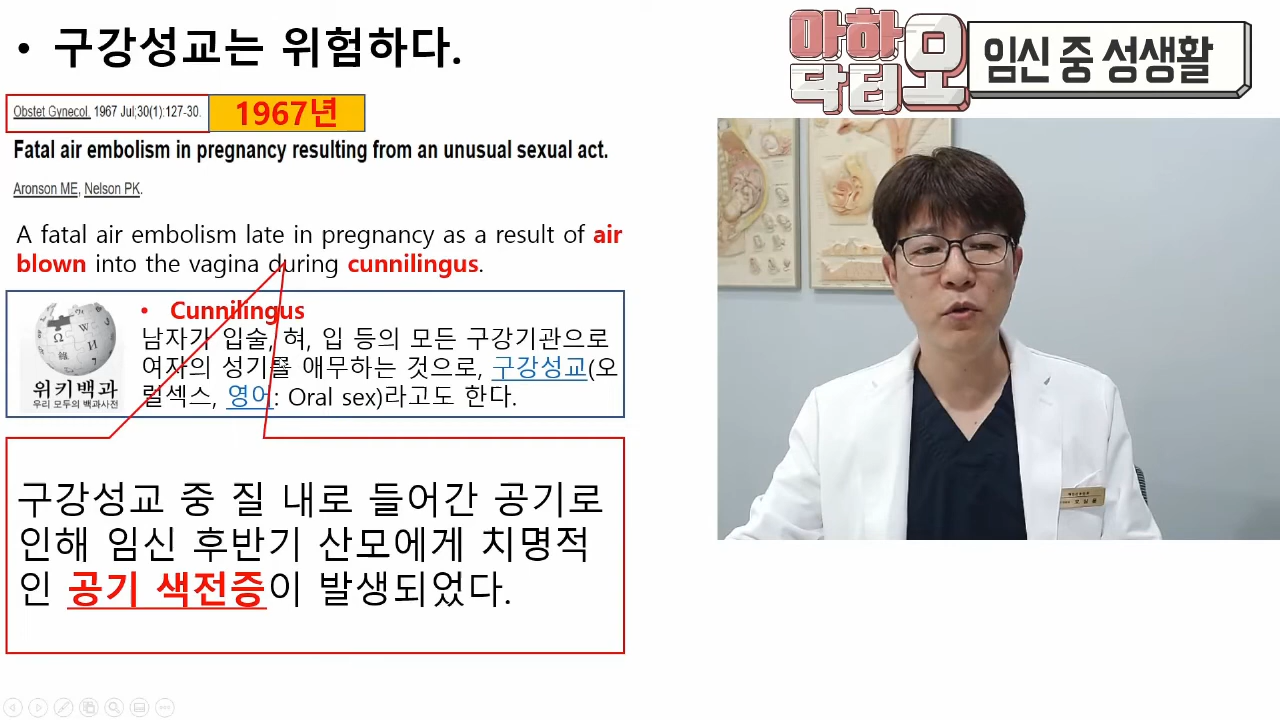 • 구강성교는 위험하다.
아하
닥터 오
임신 중 성생활
Obstet Gynecol. 1967 Jul;30(1):127-30.
1967년
Fatal air embolism in pregnancy resulting from an unusual sexual act.
Aronson ME, Nelson PK.
A fatal air embolism late in pregnancy as a result of air
blown into the vagina during cunnilingus.
• Cunnilingus
남자가 입술, 혀, 입 등의 모든 구강기관으로
여자의 성기를 애무하는 것으로, 구강성교(오
럴섹스, 영어: Oral sex)라고도 한다.
위키백과
우리 모두의 백과사전
구강성교 중 질 내로 들어간 공기로
인해 임신 후반기 산모에게 치명적
인 공기 색전증이 발생되었다.